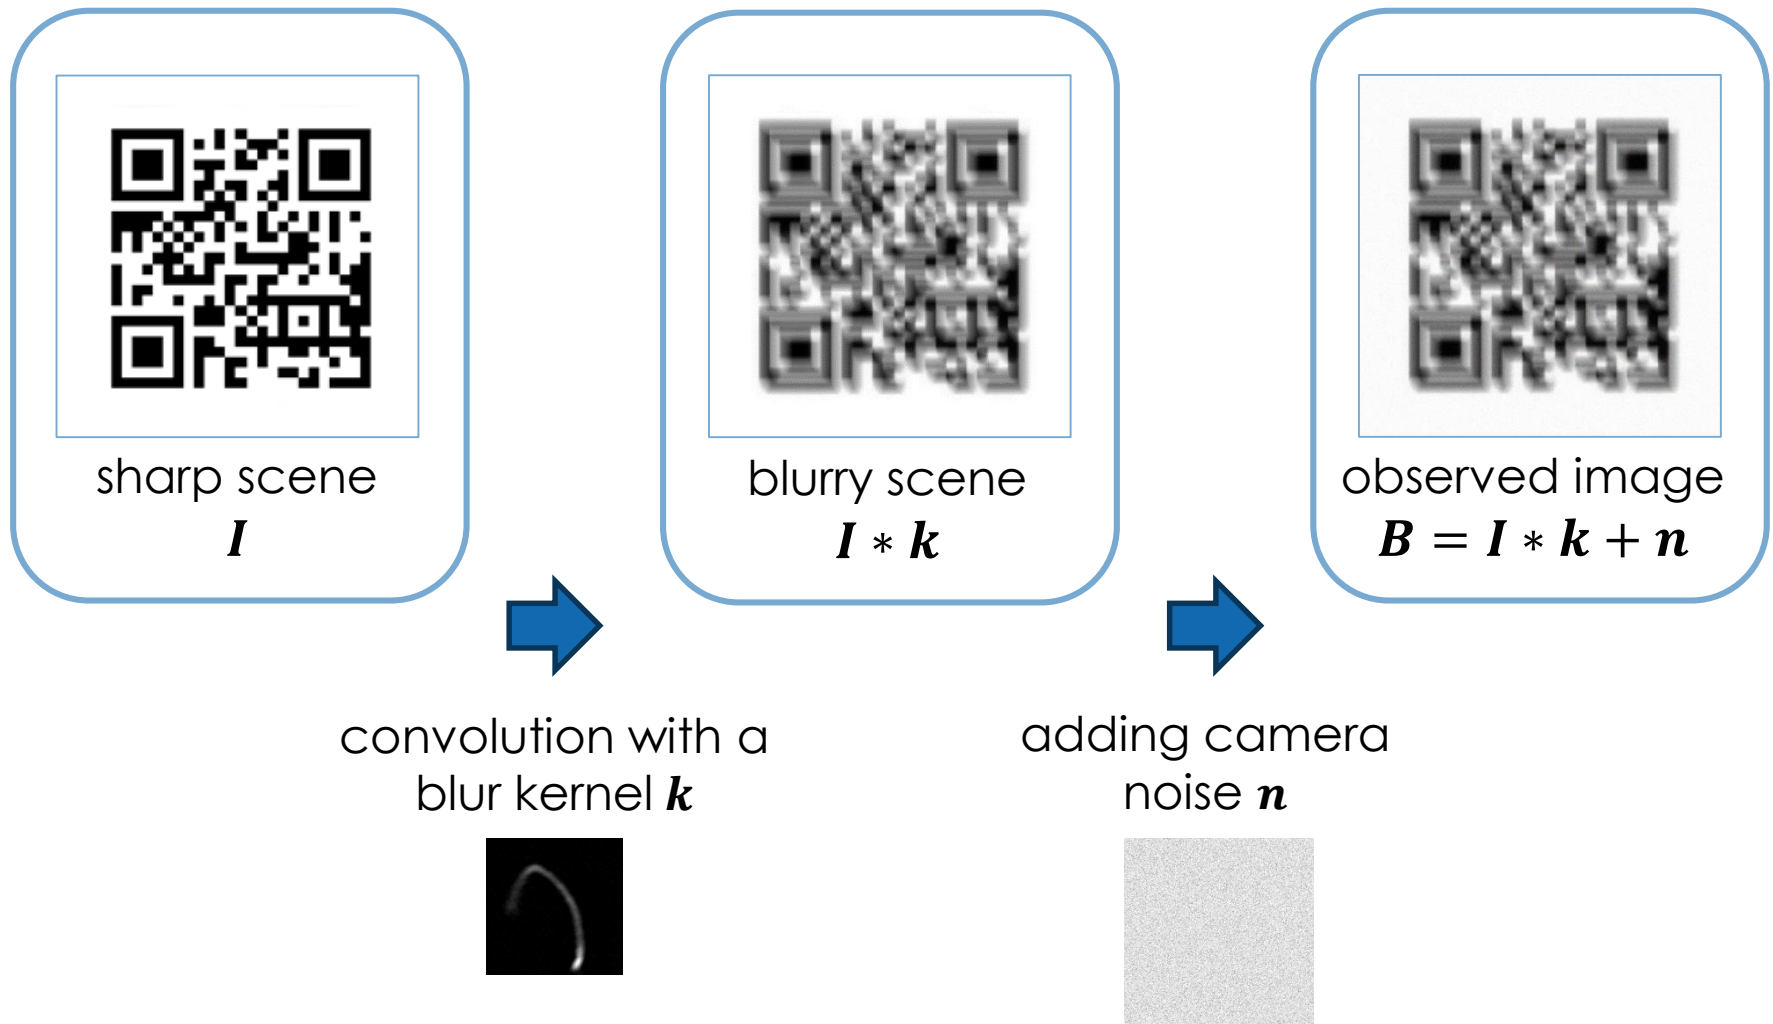 sharp scene
I
blurry scene
I ∗ k
observed image
B = I ∗ k + n
convolution with a
blur kernel k
adding camera
noise n